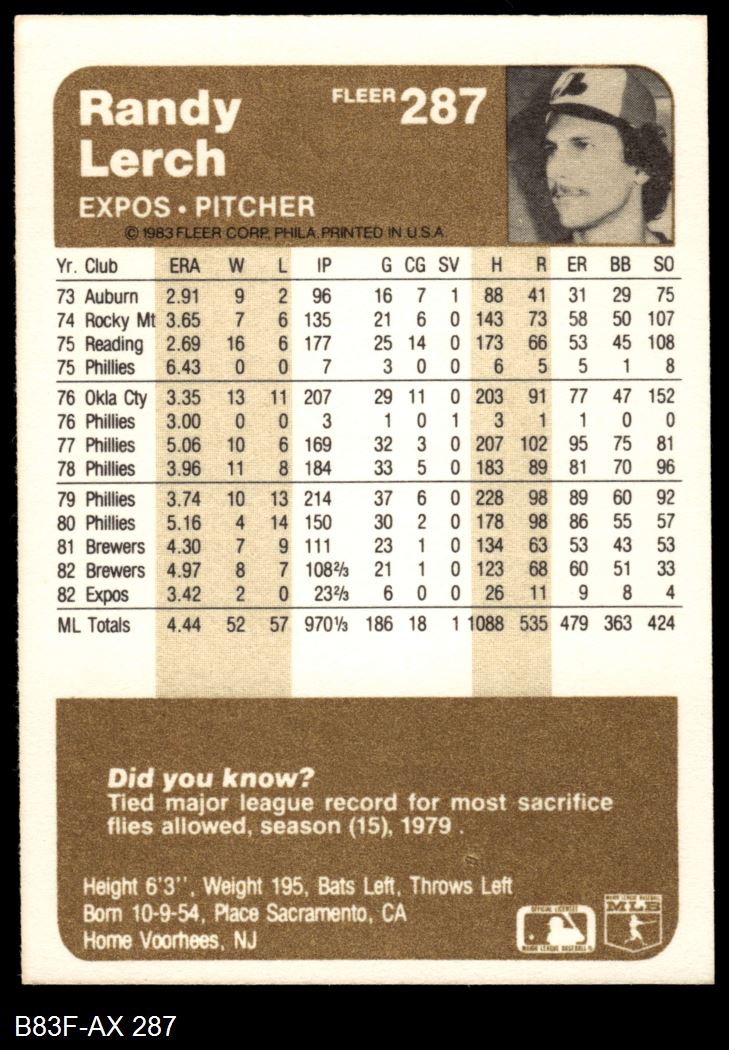 Randy
Lerch
FLEER 287
EXPOS • PITCHER
© 1983 FLEER CORP., PHILA. PRINTED IN U.S.A.
Yr. Club ERA W L IP G CG SV H R ER BB SO
73 Auburn 2.91 9 2 96 16 7 1 88 41 31 29 75
74 Rocky Mt 3.65 7 6 135 21 6 0 143 73 58 50 107
75 Reading 2.69 16 6 177 25 14 0 173 66 53 45 108
75 Phillies 6.43 0 0 7 3 0 0 6 5 5 1 8
76 Okla Cty 3.35 13 11 207 29 11 0 203 91 77 47 152
76 Phillies 3.00 0 0 3 1 0 1 3 1 1 0 0
77 Phillies 5.06 10 6 169 32 3 0 207 102 95 75 81
78 Phillies 3.96 11 8 184 33 5 0 183 89 81 70 96
79 Phillies 3.74 10 13 214 37 6 0 228 98 89 60 92
80 Phillies 5.16 4 14 150 30 2 0 178 98 86 55 57
81 Brewers 4.30 7 9 111 23 1 0 134 63 53 43 53
82 Brewers 4.97 8 7 108⅔ 21 1 0 123 68 60 51 33
82 Expos 3.42 2 0 23⅔ 6 0 0 26 11 9 8 4
ML Totals 4.44 52 57 970⅓ 186 18 1 1088 535 479 363 424
Did you know?
Tied major league record for most sacrifice
flies allowed, season (15), 1979 .
Height 6'3'', Weight 195, Bats Left, Throws Left
Born 10-9-54, Place Sacramento, CA
Home Voorhees, NJ
OFFICIAL LICENSEE
MAJOR LEAGUE BASEBALL
MAJOR LEAGUE BASEBALL
MLB
B83F-AX 287